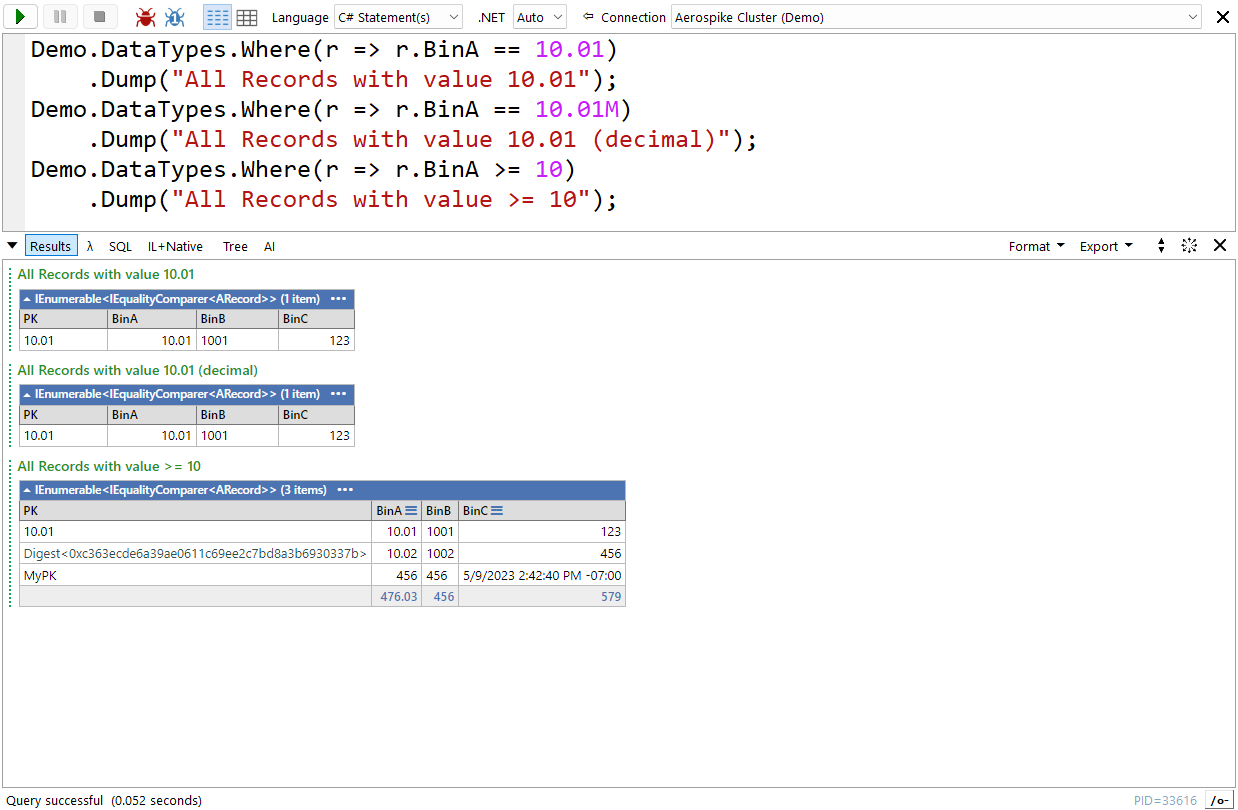 Language C# Statement(s) .NET Auto Connection Aerospike Cluster (Demo)
Demo.DataTypes.Where(r => r.BinA == 10.01)
.Dump("All Records with value 10.01");
Demo.DataTypes.Where(r => r.BinA == 10.01M)
.Dump("All Records with value 10.01 (decimal)");
Demo.DataTypes.Where(r => r.BinA >= 10)
.Dump("All Records with value >= 10");
Results λ SQL IL+Native Tree AI Format Export
All Records with value 10.01
IEnumerable<IEqualityComparer<ARecord>> (1 item) •••
PK BinA BinB BinC
10.01 10.01 1001 123
All Records with value 10.01 (decimal)
IEnumerable<IEqualityComparer<ARecord>> (1 item) •••
PK BinA BinB BinC
10.01 10.01 1001 123
All Records with value >= 10
IEnumerable<IEqualityComparer<ARecord>> (3 items) •••
PK BinA BinB BinC
10.01 10.01 1001 123
Digest<0xc363ecde6a39ae0611c69ee2c7bd8a3b6930337b> 10.02 1002 456
MyPK 456 456 5/9/2023 2:42:40 PM -07:00
476.03 456 579
Query successful (0.052 seconds) PID=33616 /o-